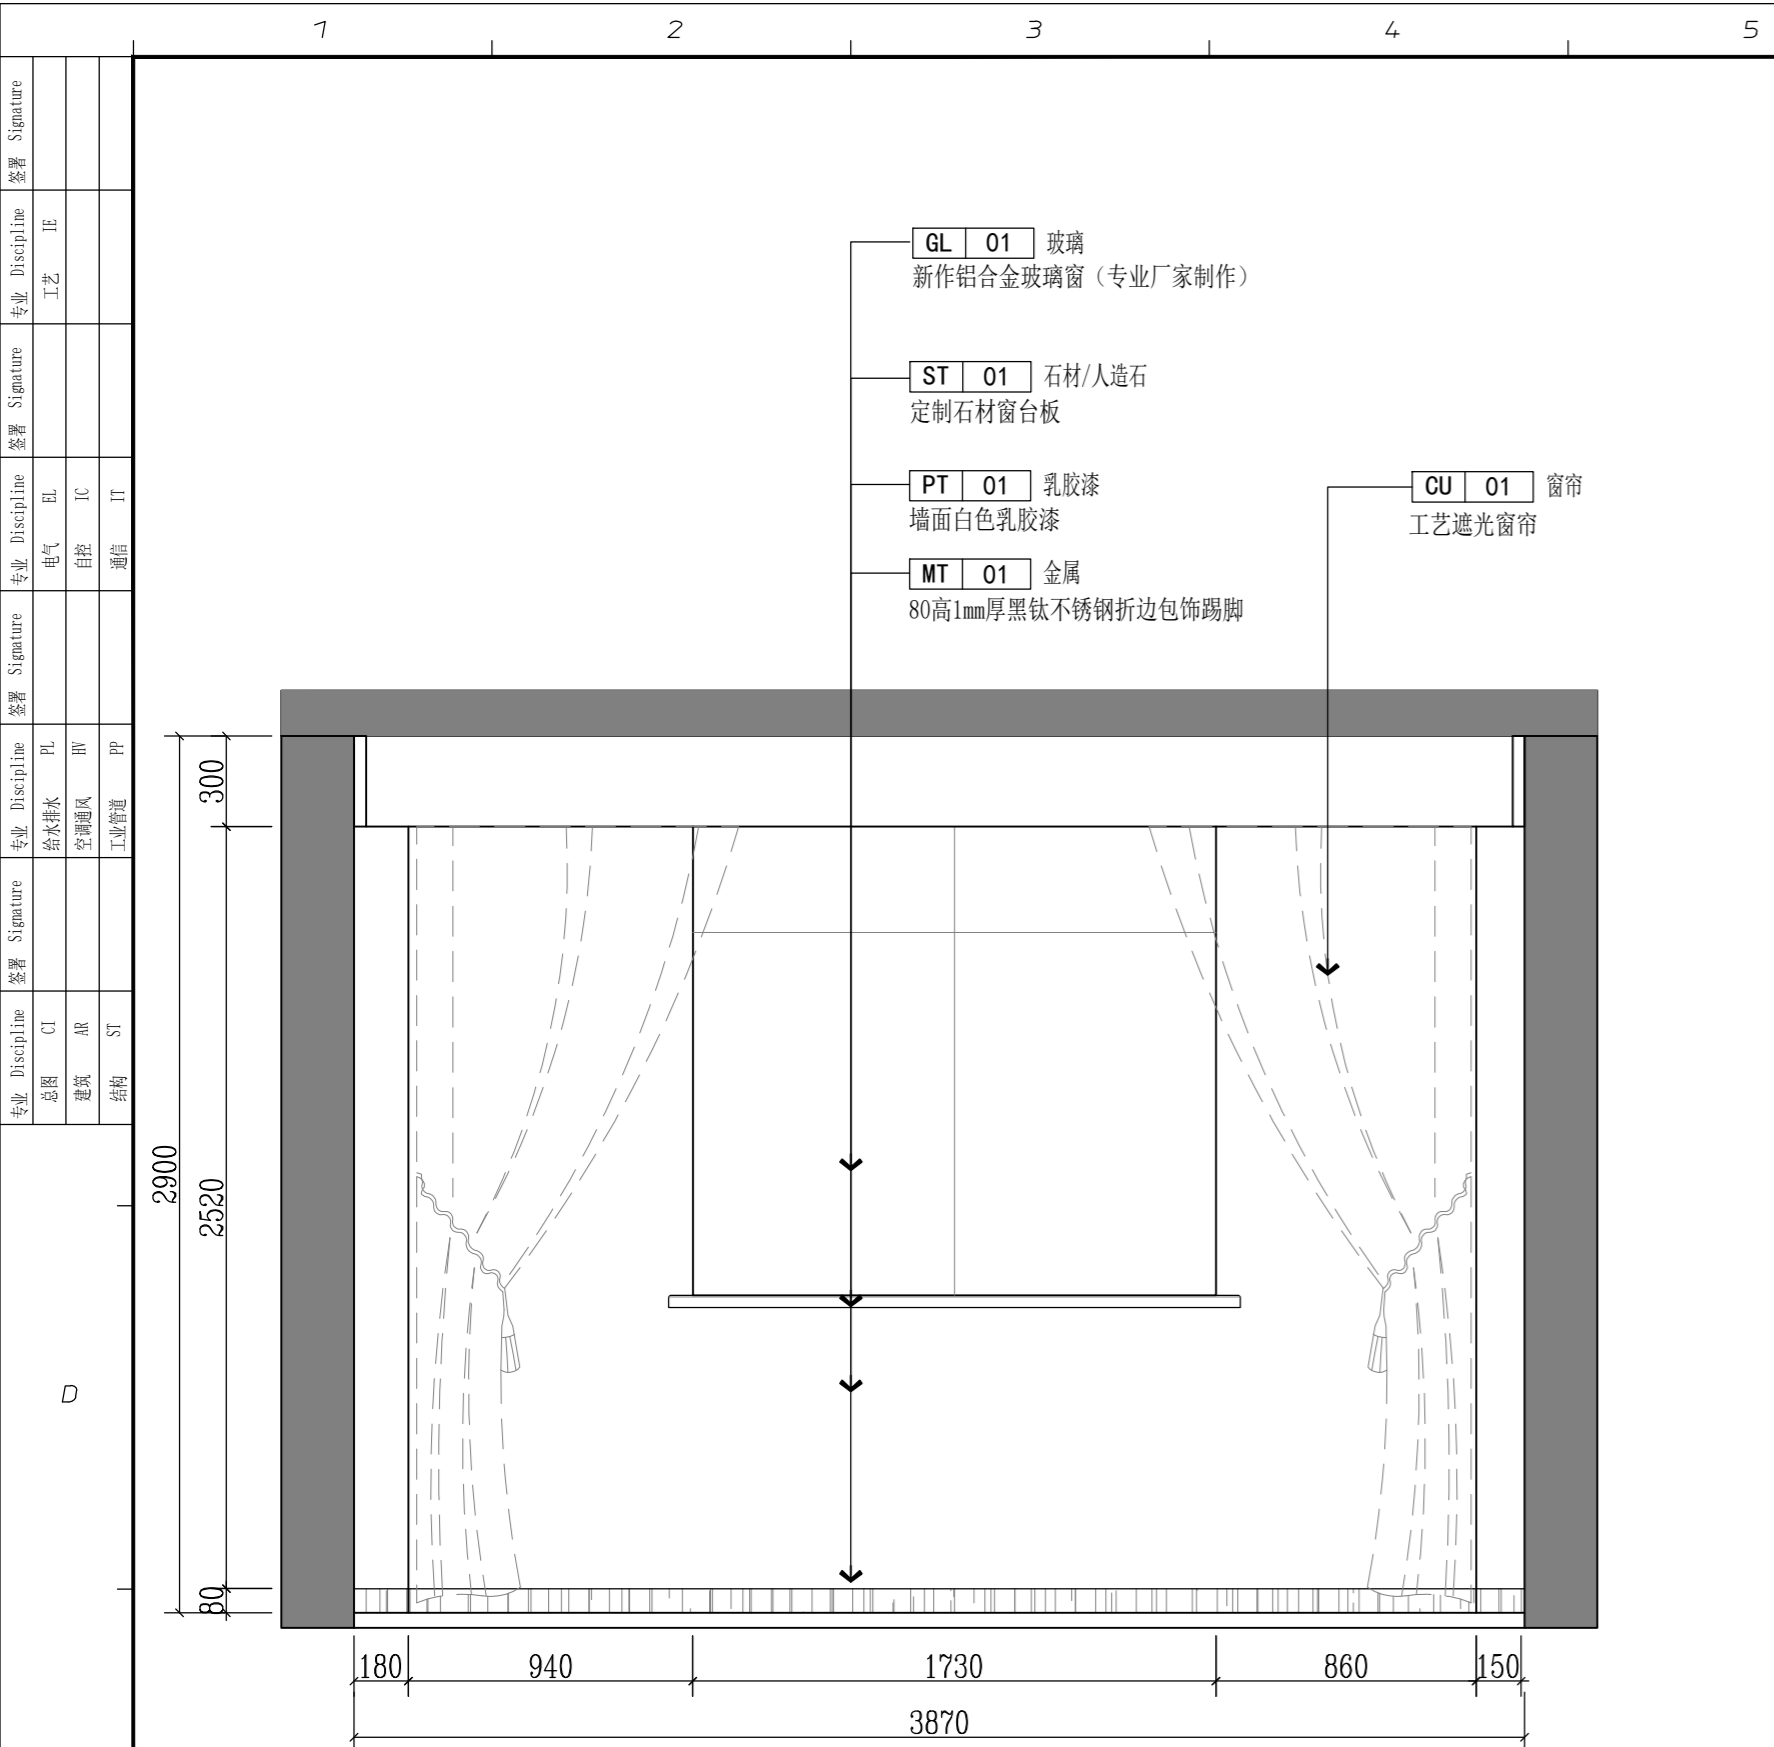 1 2 3 4 5
签署 Signature
专业 Discipline
工艺 IE
签署 Signature
专业 Discipline
电气 EL
自控 IC
通信 IT
签署 Signature
专业 Discipline
给水排水 PL
空调通风 HV
工业管道 PP
签署 Signature
专业 Discipline
总图 CI
建筑 AR
结构 ST
D
GL 01 玻璃
新作铝合金玻璃窗（专业厂家制作）
ST 01 石材/人造石
定制石材窗台板
PT 01 乳胶漆
墙面白色乳胶漆
MT 01 金属
80高1mm厚黑钛不锈钢折边包饰踢脚
CU 01 窗帘
工艺遮光窗帘
300
2900
2520
80
180 940 1730 860 150
3870